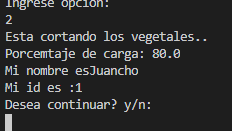 Ingrese opcion:
2
Esta cortando los vegetales..
Porcemtaje de carga: 80.0
Mi nombre esJuancho
Mi id es :1
Desea continuar? y/n: